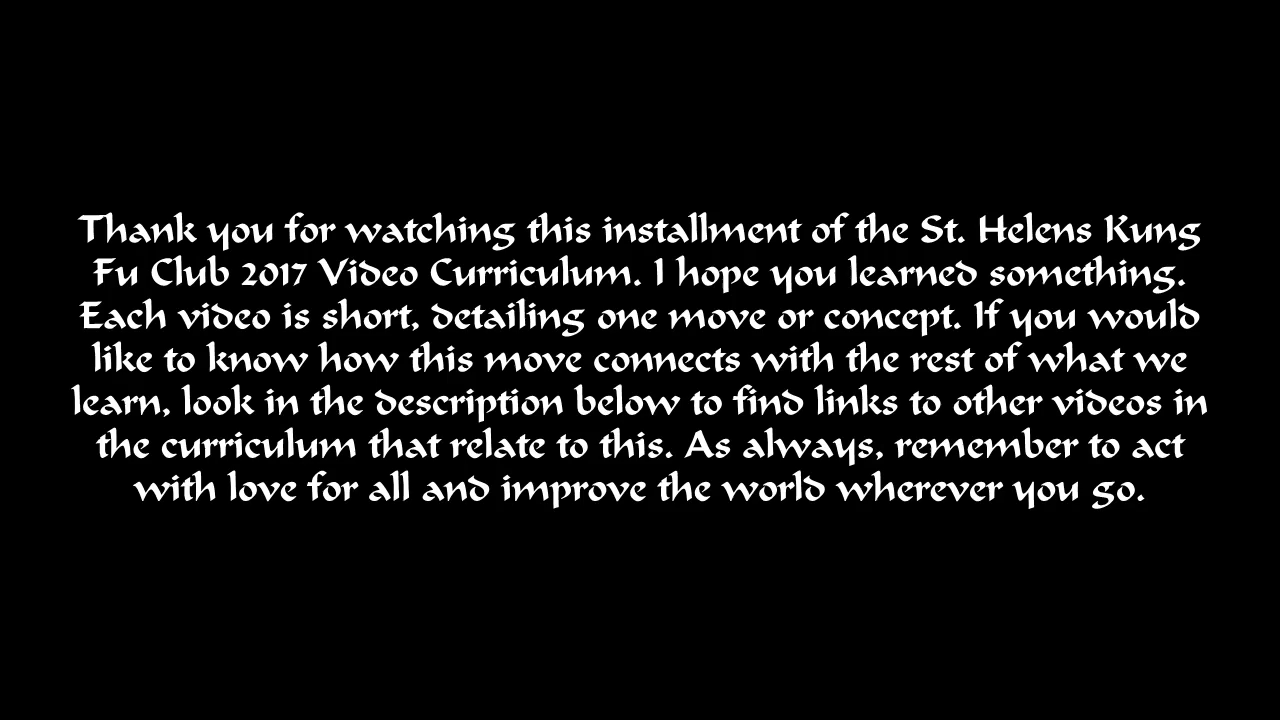 Thank you for watching this installment of the St. Helens Kung
Fu Club 2017 Video Curriculum. I hope you learned something.
Each video is short, detailing one move or concept. If you would
like to know how this move connects with the rest of what we
learn, look in the description below to find links to other videos in
the curriculum that relate to this. As always, remember to act
with love for all and improve the world wherever you go.